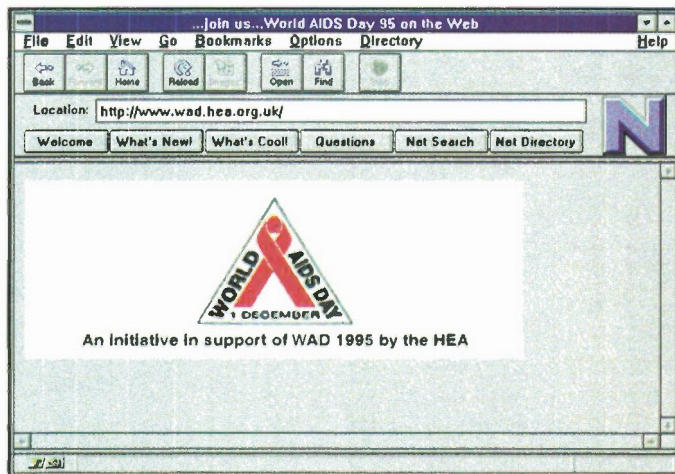 ...Join us...World AIDS Day 95 on the Web
File Edit View Go Bookmarks Options Directory Help
Back Home Reload Open Find
Location: http://www.wad.hea.org.uk/
Welcome What's New! What's Cool! Questions Net Search Net Directory
N
WORLD AIDS DAY
1 DECEMBER
An initiative in support of WAD 1995 by the HEA